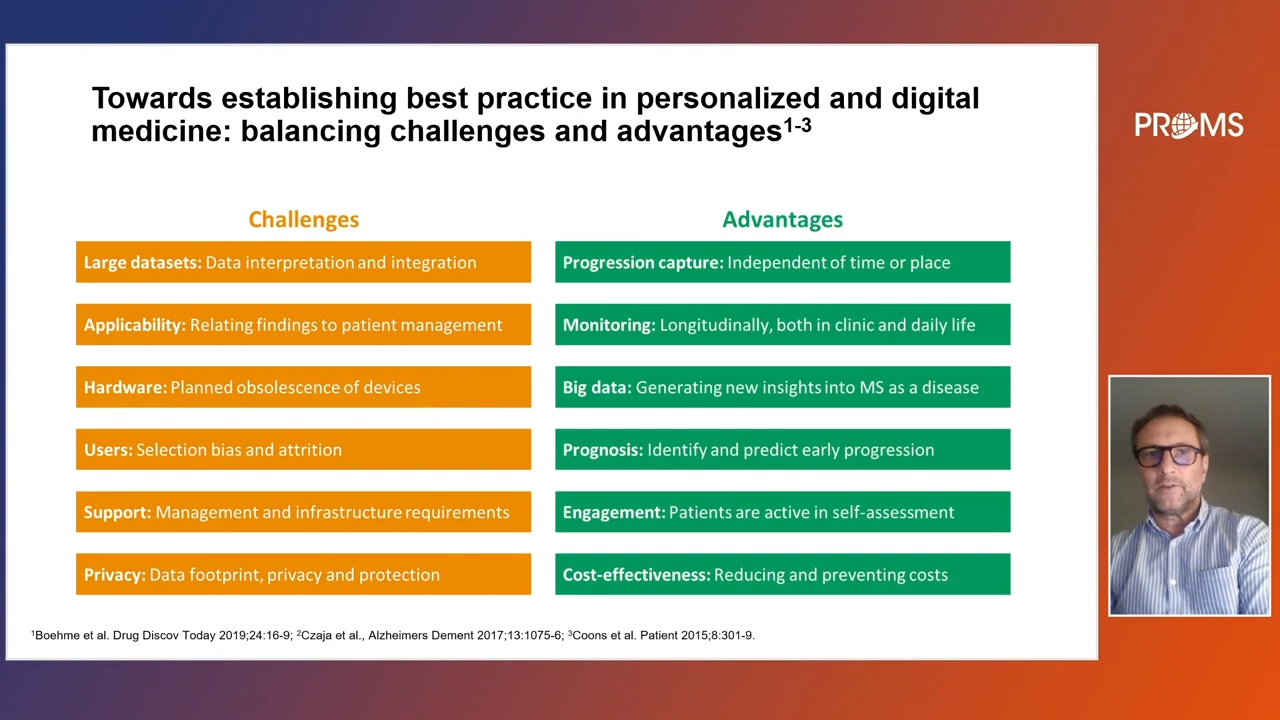 Towards establishing best practice in personalized and digital
medicine: balancing challenges and advantages1-3
PROMS
Challenges
Large datasets: Data interpretation and integration
Applicability: Relating findings to patient management
Hardware: Planned obsolescence of devices
Users: Selection bias and attrition
Support: Management and infrastructure requirements
Privacy: Data footprint, privacy and protection
Advantages
Progression capture: Independent of time or place
Monitoring: Longitudinally, both in clinic and daily life
Big data: Generating new insights into MS as a disease
Prognosis: Identify and predict early progression
Engagement: Patients are active in self-assessment
Cost-effectiveness: Reducing and preventing costs
1Boehme et al. Drug Discov Today 2019;24:16-9; 2Czaja et al., Alzheimers Dement 2017;13:1075-6; 3Coons et al. Patient 2015;8:301-9.